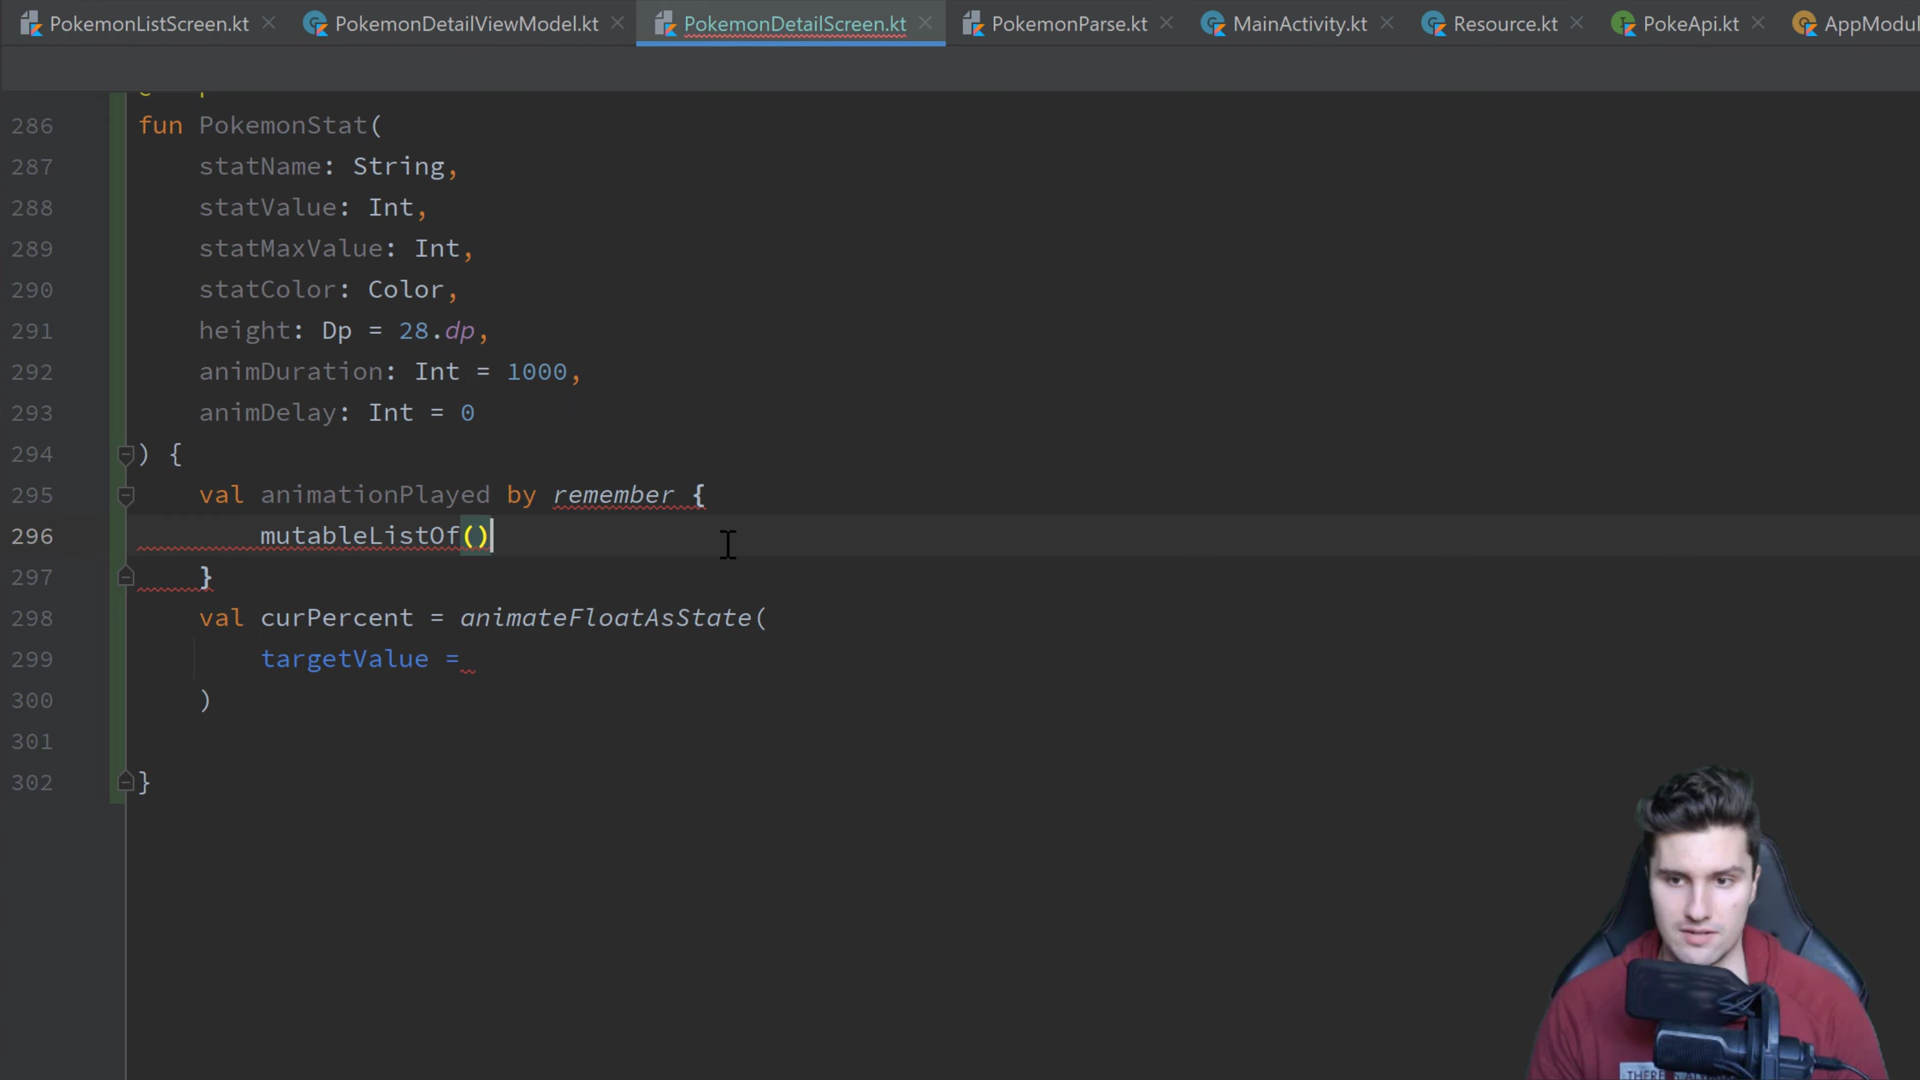 PokemonListScreen.kt PokemonDetailViewModel.kt PokemonDetailScreen.kt PokemonParse.kt MainActivity.kt Resource.kt PokeApi.kt AppModul
286 fun PokemonStat(
287 statName: String,
288 statValue: Int,
289 statMaxValue: Int,
290 statColor: Color,
291 height: Dp = 28.dp,
292 animDuration: Int = 1000,
293 animDelay: Int = 0
294 ) {
295 val animationPlayed by remember {
296 mutableListOf()
297 }
298 val curPercent = animateFloatAsState(
299 targetValue =
300 )
301
302 }